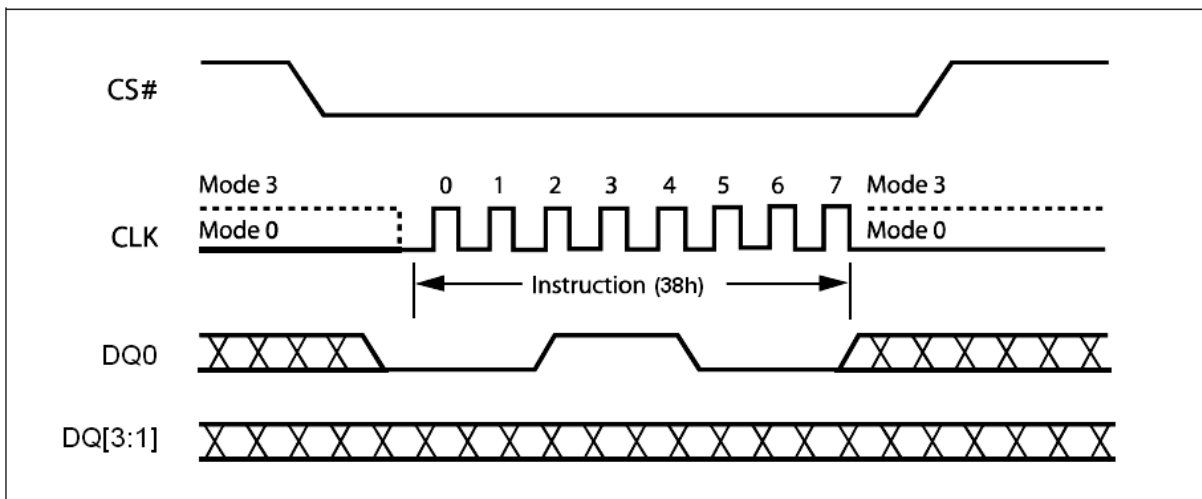 CS#
Mode 3 0 1 2 3 4 5 6 7 Mode 3
CLK Mode 0 Mode 0
Instruction (38h)
DQ0
DQ[3:1]